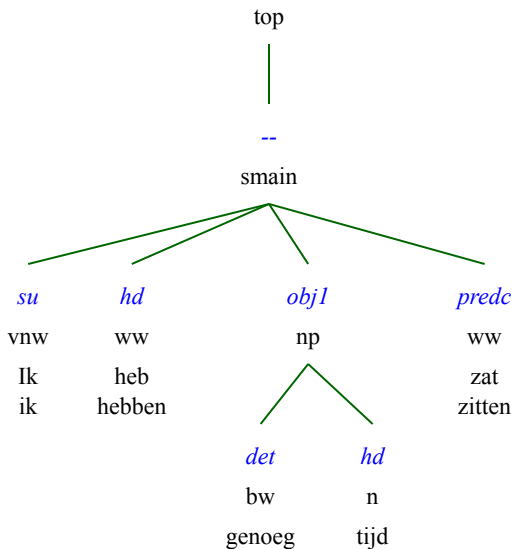 top
--
smain
su hd obj1 predc
vnw ww np ww
Ik heb zat
ik hebben zitten
det hd
bw n
genoeg tijd